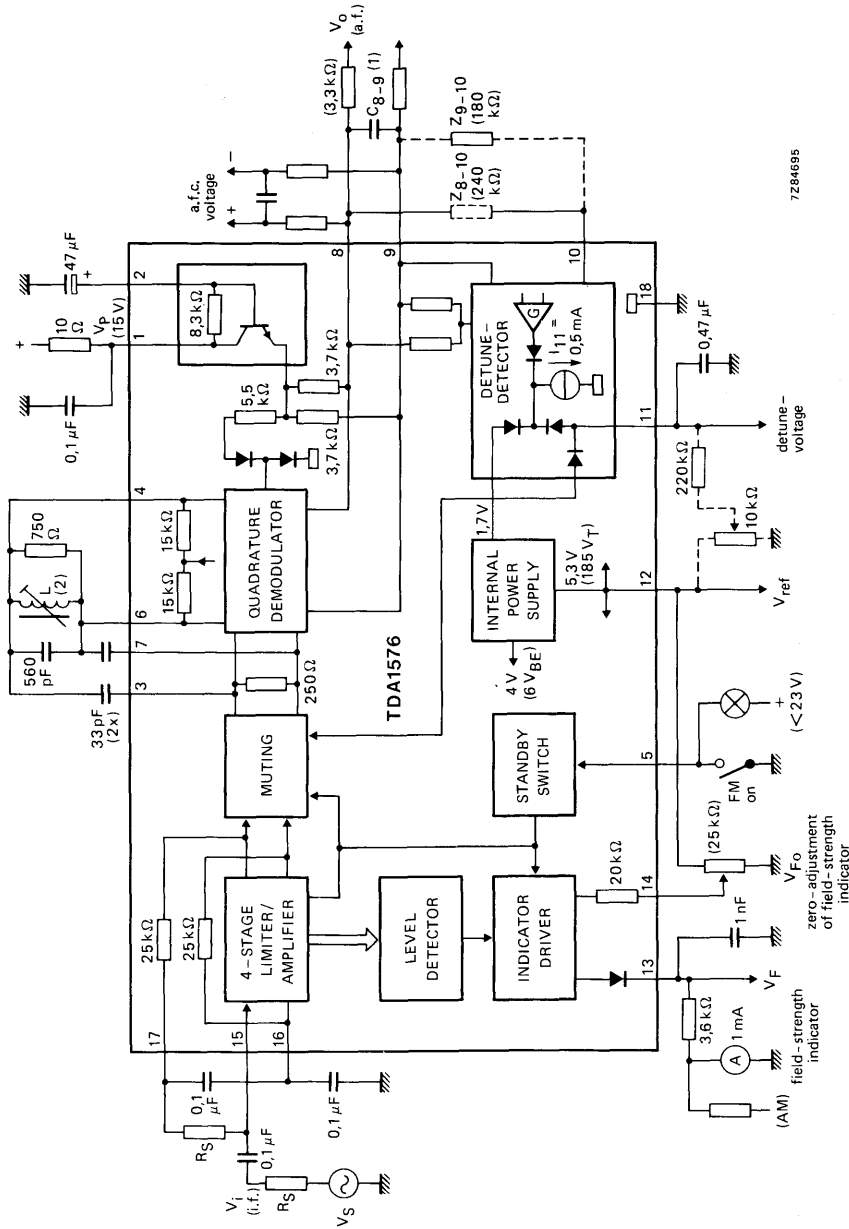 TDA1576
17
25 kΩ
25 kΩ
15
16
0,1 µF
RS
0,1 µF
0,1 µF
Vi
(i.f.)
RS
VS
4-STAGE
LIMITER/
AMPLIFIER
MUTING
250 Ω
33 pF
(2x)
3
7
560
pF
L
(2)
750
Ω
6
4
15 kΩ
15 kΩ
QUADRATURE
DEMODULATOR
0,1 µF
+
10
Ω
VP
(15 V)
47 µF
+
1
2
8,3 kΩ
5,5
kΩ
3,7 kΩ
3,7 kΩ
a.f.c.
voltage
+
−
8
9
(3,3 kΩ)
Vo
(a.f.)
C8-9 (1)
Z8-10
(240
kΩ)
Z9-10
(180
kΩ)
10
LEVEL
DETECTOR
INDICATOR
DRIVER
20 kΩ
STANDBY
SWITCH
INTERNAL
POWER
SUPPLY
4 V
(6 VBE)
5,3 V
(185 VT)
1,7 V
DETUNE-
DETECTOR
G
I11 =
0,5 mA
18
13
14
5
12
11
3,6 kΩ
A
1 mA
(AM)
field-strength
indicator
VF
1 nF
(25 kΩ)
VFo
zero-adjustment
of field-strength
indicator
FM
on
+
(<23 V)
Vref
10 kΩ
220 kΩ
detune-
voltage
0,47 µF
7Z84695